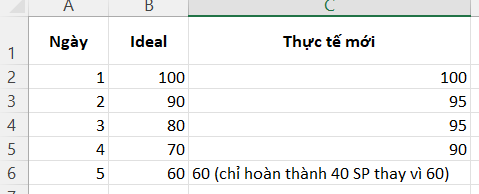 A B C
1 Ngày Ideal Thực tế mới
2 1 100 100
3 2 90 95
4 3 80 95
5 4 70 90
6 5 60 60 (chỉ hoàn thành 40 SP thay vì 60)